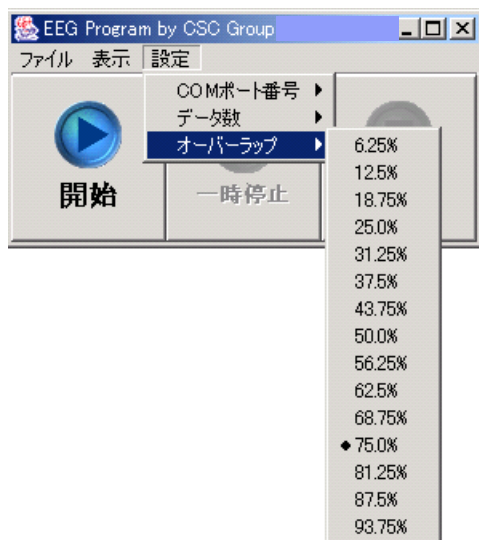 EEG Program by CSC Group
ファイル 表示 設定
COMポート番号
データ数
オーバーラップ
開始
一時停止
6.25%
12.5%
18.75%
25.0%
31.25%
37.5%
43.75%
50.0%
56.25%
62.5%
68.75%
75.0%
81.25%
87.5%
93.75%